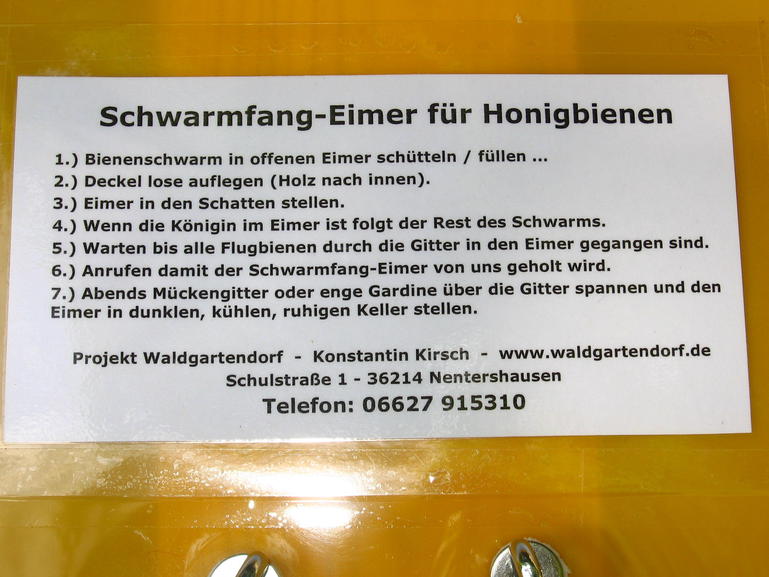 Schwarmfang-Eimer für Honigbienen
1.) Bienenschwarm in offenen Eimer schütteln / füllen ...
2.) Deckel lose auflegen (Holz nach innen).
3.) Eimer in den Schatten stellen.
4.) Wenn die Königin im Eimer ist folgt der Rest des Schwarms.
5.) Warten bis alle Flugbienen durch die Gitter in den Eimer gegangen sind.
6.) Anrufen damit der Schwarmfang-Eimer von uns geholt wird.
7.) Abends Mückengitter oder enge Gardine über die Gitter spannen und den
Eimer in dunklen, kühlen, ruhigen Keller stellen.
Projekt Waldgartendorf - Konstantin Kirsch - www.waldgartendorf.de
Schulstraße 1 - 36214 Nentershausen
Telefon: 06627 915310